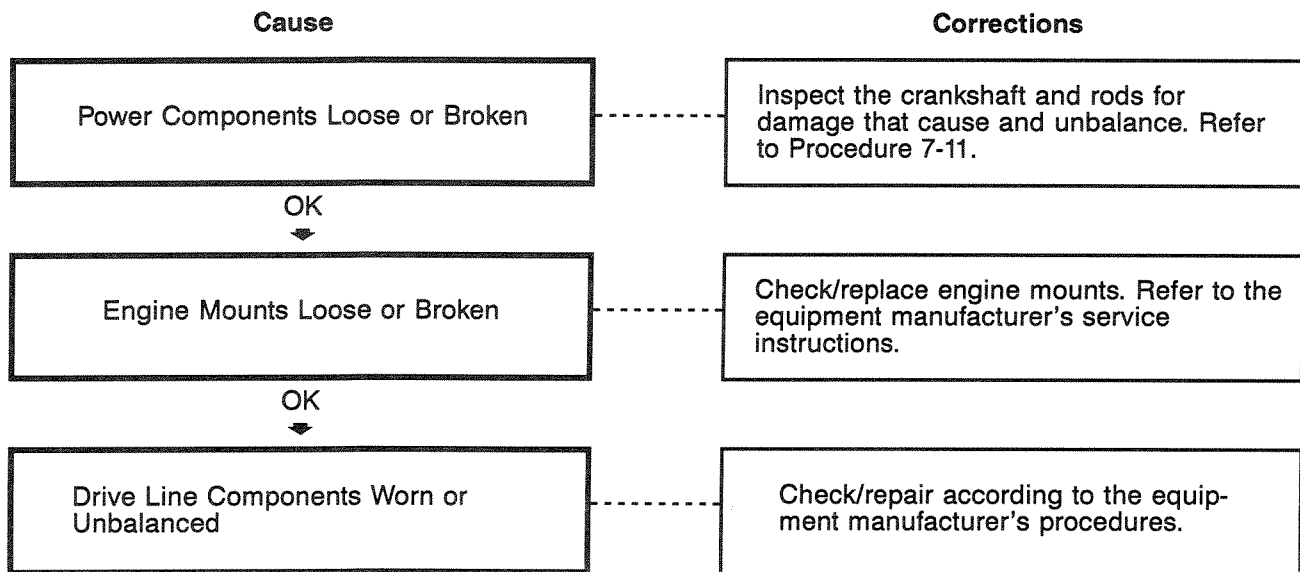 Cause
Corrections
Power Components Loose or Broken
Inspect the crankshaft and rods for
damage that cause and unbalance. Refer
to Procedure 7-11.
OK
Engine Mounts Loose or Broken
Check/replace engine mounts. Refer to the
equipment manufacturer's service
instructions.
OK
Drive Line Components Worn or
Unbalanced
Check/repair according to the equip-
ment manufacturer's procedures.